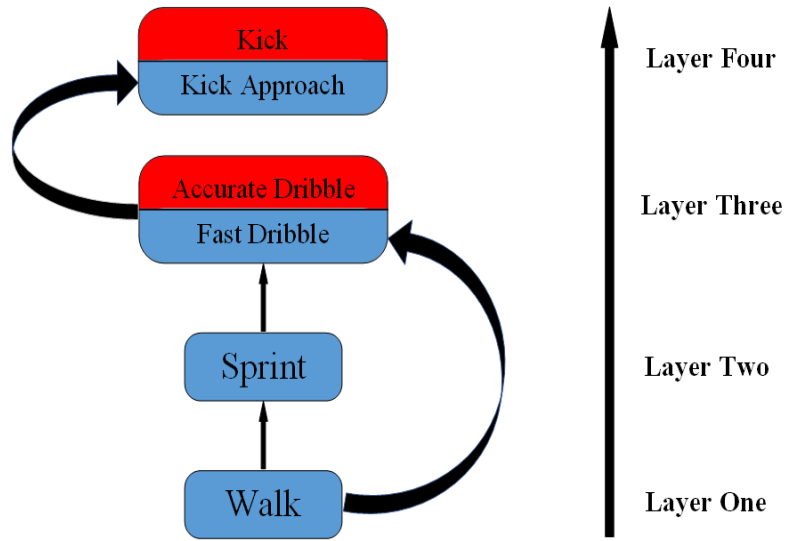 Kick
Kick Approach
Layer Four
Accurate Dribble
Fast Dribble
Layer Three
Sprint
Layer Two
Walk
Layer One